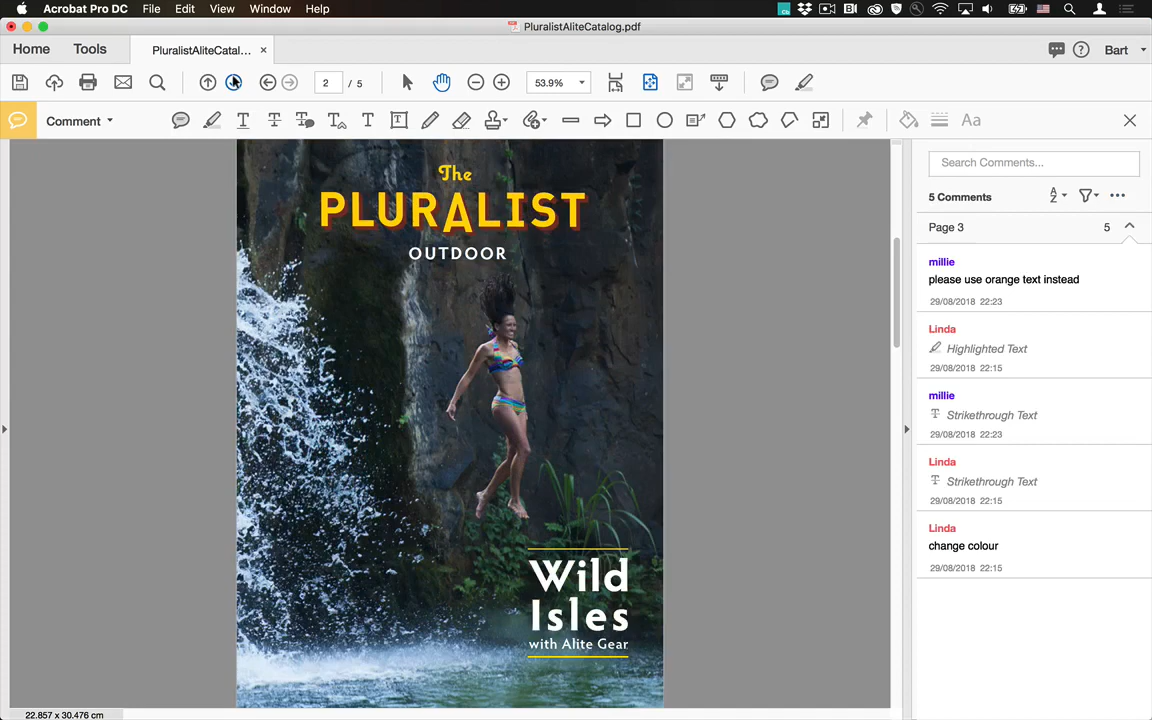 Acrobat Pro DC File Edit View Window Help
PluralistAliteCatalog.pdf
Home Tools PluralistAliteCatal... × Bart
2 / 5 53.9%
Comment Aa
The
PLURALIST
OUTDOOR
Wild
Isles
with Alite Gear
Search Comments...
5 Comments
Page 3 5
millie
please use orange text instead
29/08/2018 22:23
Linda
Highlighted Text
29/08/2018 22:15
millie
Strikethrough Text
29/08/2018 22:23
Linda
Strikethrough Text
29/08/2018 22:15
Linda
change colour
29/08/2018 22:15
22.857 x 30.476 cm